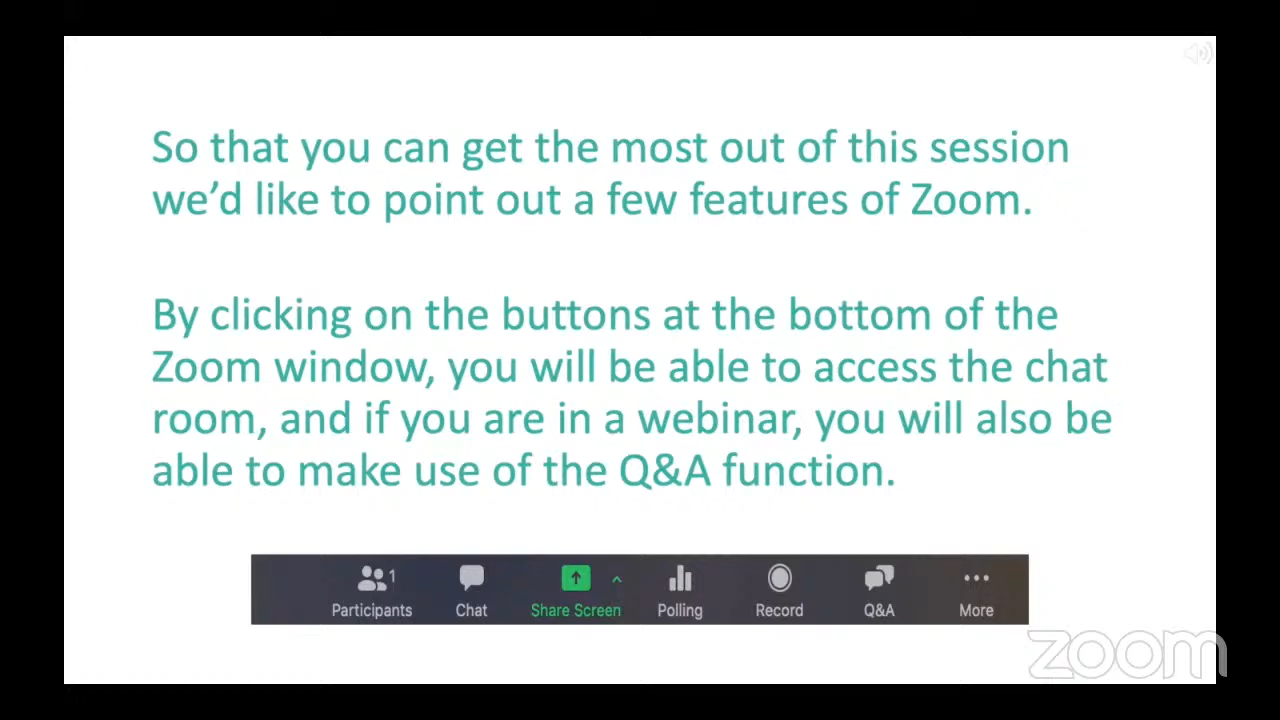 So that you can get the most out of this session
we’d like to point out a few features of Zoom.
By clicking on the buttons at the bottom of the
Zoom window, you will be able to access the chat
room, and if you are in a webinar, you will also be
able to make use of the Q&A function.
1
Participants Chat Share Screen Polling Record Q&A More
zoom